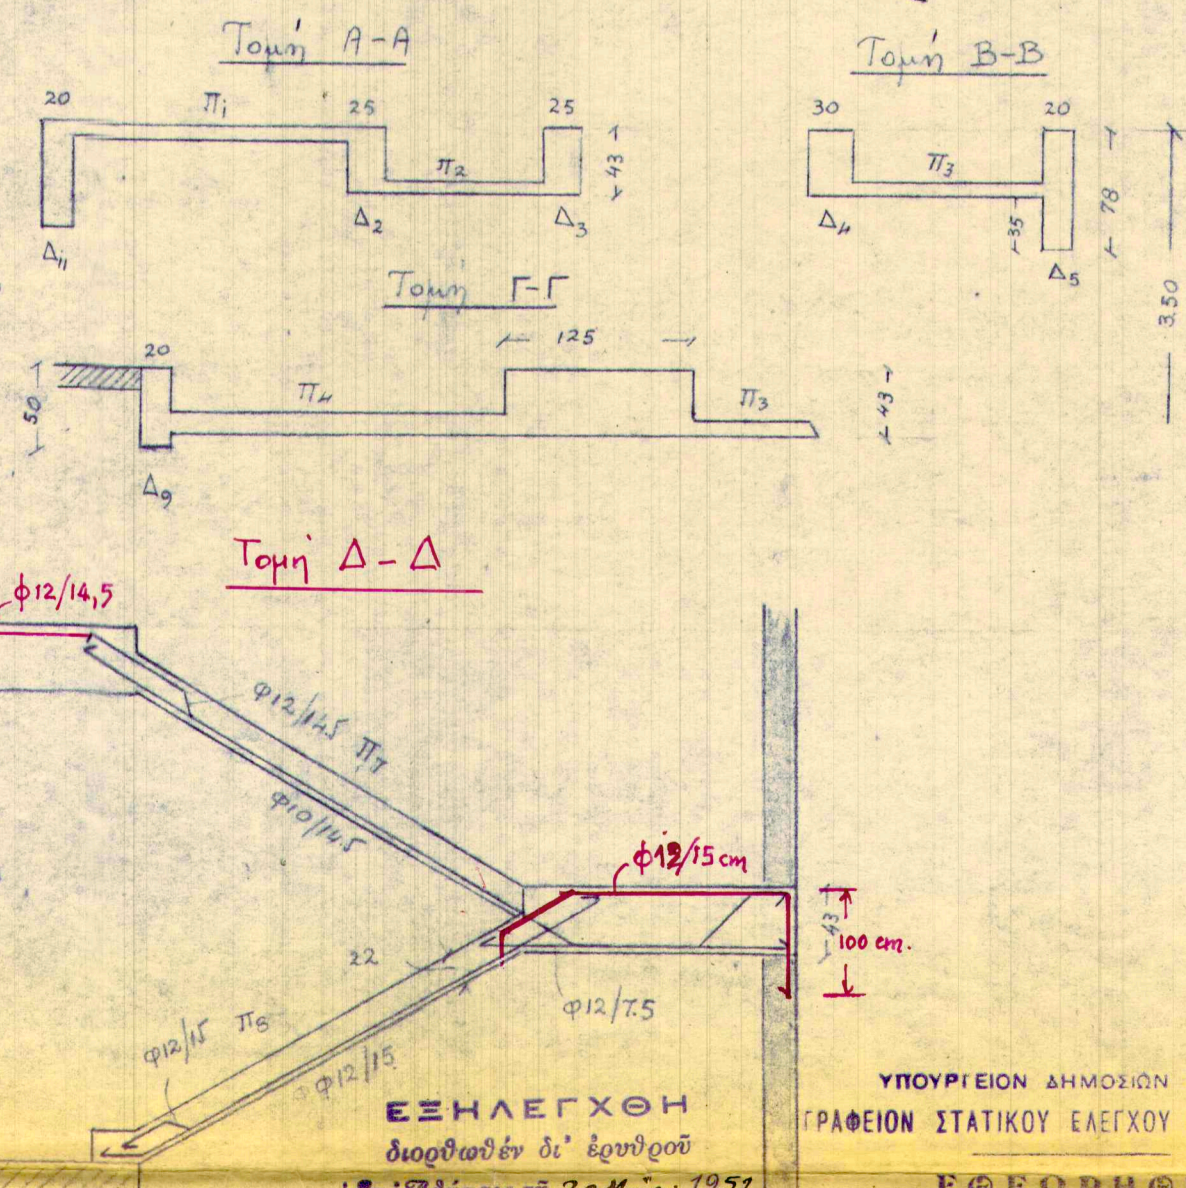 Τομή Α-Α
Τομή Β-Β
20 Π₁ 25 25
43
Π₂
Δ₁₁ Δ₂ Δ₃
30 20
Π₃
78
35
Δ₄ Δ₅
3.50
Τομή Γ-Γ
125
20
50
Π₄ Π₃
43
Δ₉
Τομή Δ - Δ
φ12/14,5
φ12/14.5 Π₇
φ10/14.5
φ12/15 cm
43
100 cm.
22
φ12/7.5
φ12/15 Π₈
φ12/15
ΕΞΗΛΕΓΧΘΗ
διορθωθέν δι' ἐρυθροῦ
1951
ΥΠΟΥΡΓΕΙΟΝ ΔΗΜΟΣΙΩΝ
ΓΡΑΦΕΙΟΝ ΣΤΑΤΙΚΟΥ ΕΛΕΓΧΟΥ
ΕΘΕΩΡΗΘ